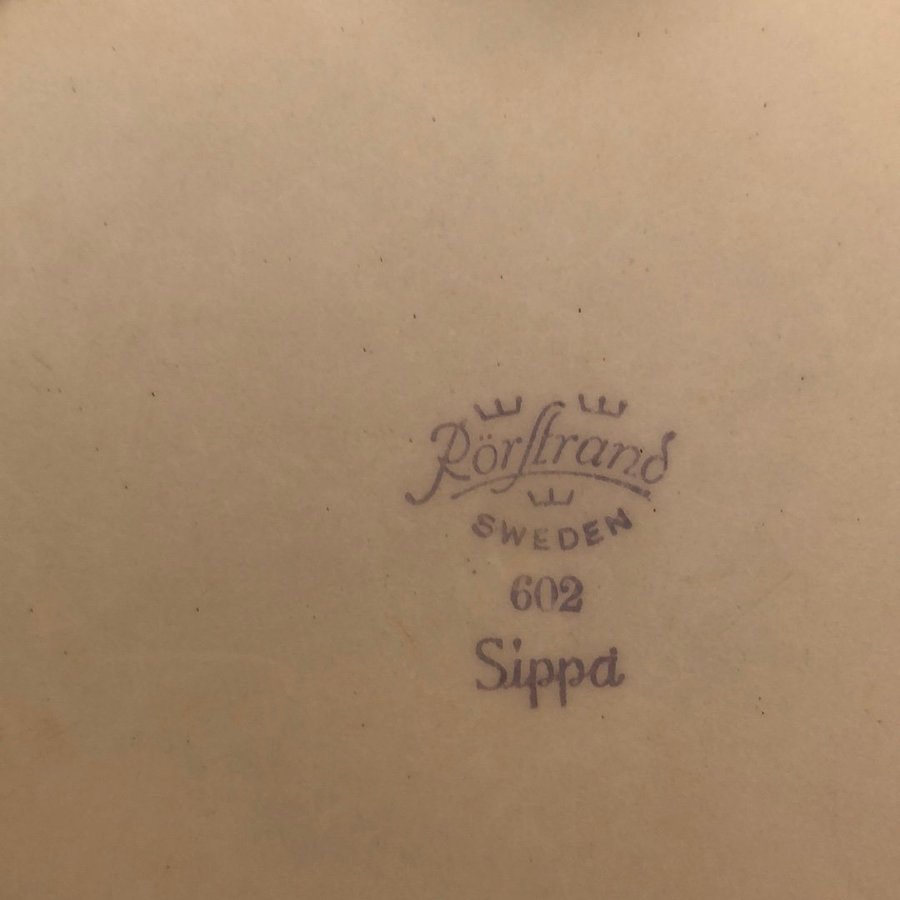 Rörstrand
SWEDEN
602
Sippa